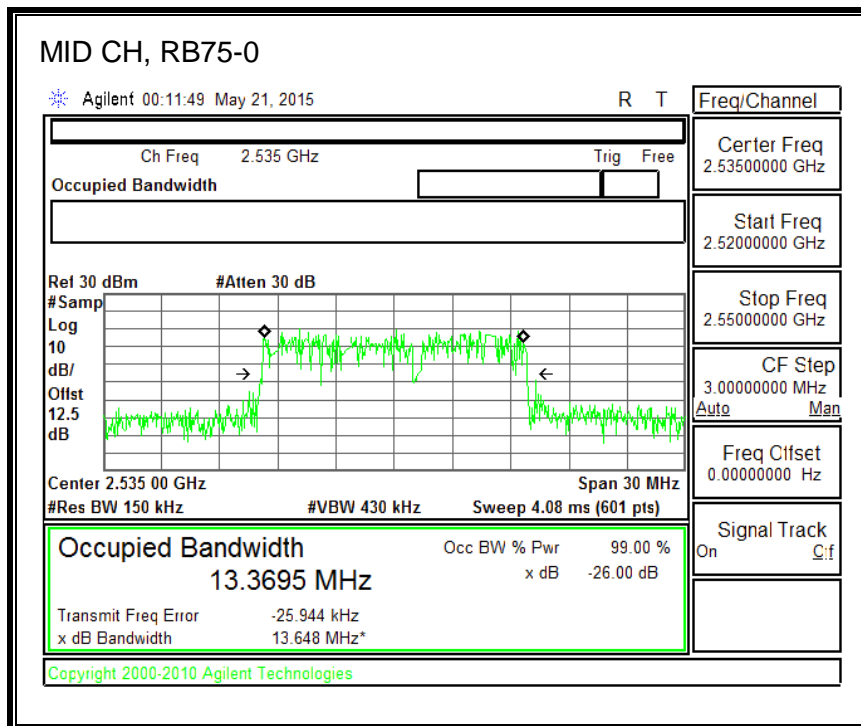 MID CH, RB75-0
Agilent 00:11:49 May 21, 2015 R T
Freq/Channel
Ch Freq 2.535 GHz Trig Free
Occupied Bandwidth
Center Freq
2.53500000 GHz
Start Freq
2.52000000 GHz
Stop Freq
2.55000000 GHz
CF Step
3.00000000 MHz
Auto Man
Freq Offset
0.00000000 Hz
Signal Track
On Off
Ref 30 dBm #Atten 30 dB
#Samp
Log
10
dB/
Offst
12.5
dB
Center 2.535 00 GHz Span 30 MHz
#Res BW 150 kHz #VBW 430 kHz Sweep 4.08 ms (601 pts)
Occupied Bandwidth Occ BW % Pwr 99.00 %
13.3695 MHz x dB -26.00 dB
Transmit Freq Error -25.944 kHz
x dB Bandwidth 13.648 MHz*
Copyright 2000-2010 Agilent Technologies